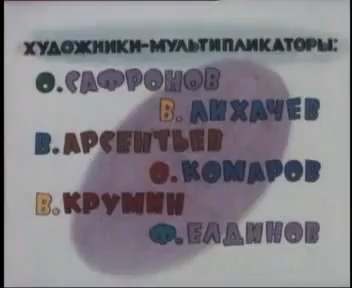 ХУДОЖНИКИ-МУЛЬТИПЛИКАТОРЫ:
О.САФРОНОВ
В.ЛИХАЧЕВ
В.АРСЕНТЬЕВ
О.КОМАРОВ
В.КРУМИН
Ф.ЕЛДИНОВ